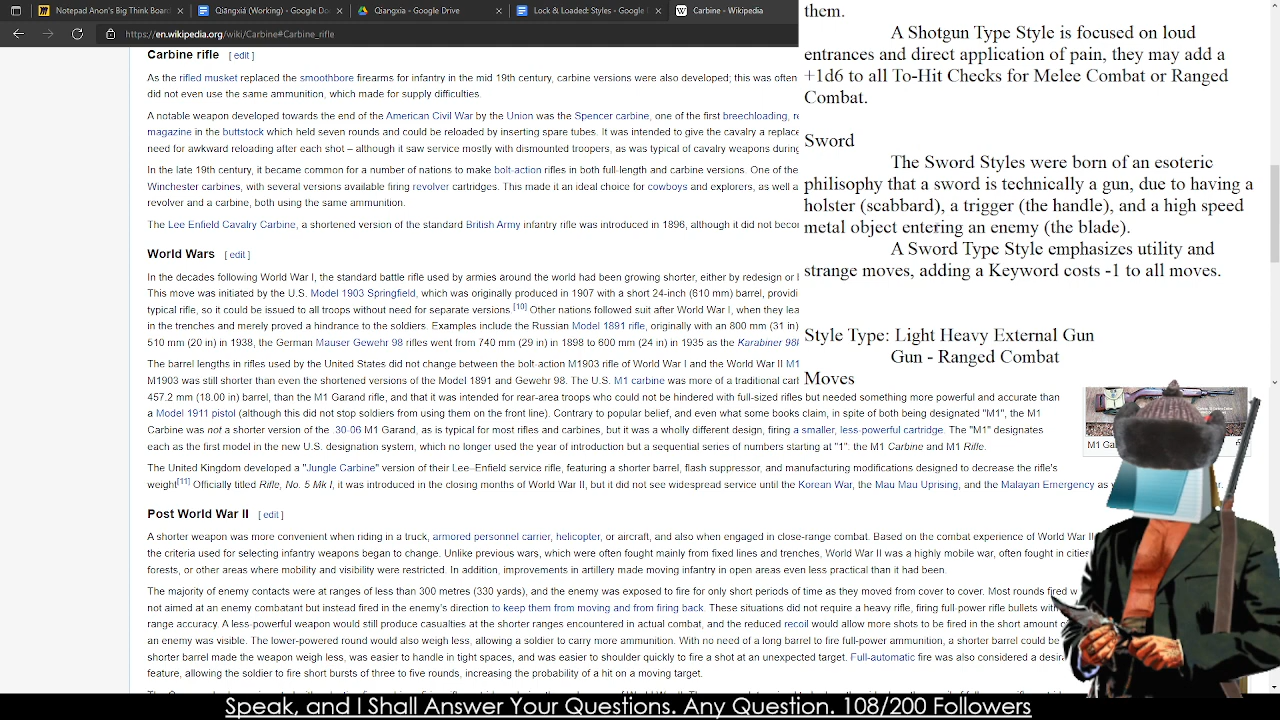 Notepad Anon's Big Think Board
Qiāngxiá (Working) - Google Do
Qiangxia - Google Drive
Lock & Loaded: Styles - Google
Carbine - Wikipedia
https://en.wikipedia.org/wiki/Carbine#Carbine_rifle
Carbine rifle [ edit ]
As the rifled musket replaced the smoothbore firearms for infantry in the mid 19th century, carbine versions were also developed; this was often
did not even use the same ammunition, which made for supply difficulties.
A notable weapon developed towards the end of the American Civil War by the Union was the Spencer carbine, one of the first breechloading, re
magazine in the buttstock which held seven rounds and could be reloaded by inserting spare tubes. It was intended to give the cavalry a replace
need for awkward reloading after each shot – although it saw service mostly with dismounted troopers, as was typical of cavalry weapons during
In the late 19th century, it became common for a number of nations to make bolt-action rifles in both full-length and carbine versions. One of the
Winchester carbines, with several versions available firing revolver cartridges. This made it an ideal choice for cowboys and explorers, as well a
revolver and a carbine, both using the same ammunition.
The Lee Enfield Cavalry Carbine, a shortened version of the standard British Army infantry rifle was introduced in 1896, although it did not becom
World Wars [ edit ]
In the decades following World War I, the standard battle rifle used by armies around the world had been growing shorter, either by redesign or b
This move was initiated by the U.S. Model 1903 Springfield, which was originally produced in 1907 with a short 24-inch (610 mm) barrel, providi
typical rifle, so it could be issued to all troops without need for separate versions.[10] Other nations followed suit after World War I, when they lea
in the trenches and merely proved a hindrance to the soldiers. Examples include the Russian Model 1891 rifle, originally with an 800 mm (31 in)
510 mm (20 in) in 1938, the German Mauser Gewehr 98 rifles went from 740 mm (29 in) in 1898 to 600 mm (24 in) in 1935 as the Karabiner 98k
The barrel lengths in rifles used by the United States did not change between the bolt-action M1903 rifle of World War I and the World War II M1
M1903 was still shorter than even the shortened versions of the Model 1891 and Gewehr 98. The U.S. M1 carbine was more of a traditional carb
457.2 mm (18.00 in) barrel, than the M1 Garand rifle, and that it was intended for rear-area troops who could not be hindered with full-sized rifles but needed something more powerful and accurate than
a Model 1911 pistol (although this did not stop soldiers from using them on the front line). Contrary to popular belief, and even what some books claim, in spite of both being designated "M1", the M1
Carbine was not a shorter version of the .30-06 M1 Garand, as is typical for most rifles and carbines, but it was a wholly different design, firing a smaller, less-powerful cartridge. The "M1" designates
each as the first model in the new U.S. designation system, which no longer used the year of introduction but a sequential series of numbers starting at "1": the M1 Carbine and M1 Rifle.
The United Kingdom developed a "Jungle Carbine" version of their Lee–Enfield service rifle, featuring a shorter barrel, flash suppressor, and manufacturing modifications designed to decrease the rifle's
weight[11] Officially titled Rifle, No. 5 Mk I, it was introduced in the closing months of World War II, but it did not see widespread service until the Korean War, the Mau Mau Uprising, and the Malayan Emergency as
Post World War II [ edit ]
A shorter weapon was more convenient when riding in a truck, armored personnel carrier, helicopter, or aircraft, and also when engaged in close-range combat. Based on the combat experience of World War II
the criteria used for selecting infantry weapons began to change. Unlike previous wars, which were often fought mainly from fixed lines and trenches, World War II was a highly mobile war, often fought in cities
forests, or other areas where mobility and visibility were restricted. In addition, improvements in artillery made moving infantry in open areas even less practical than it had been.
The majority of enemy contacts were at ranges of less than 300 metres (330 yards), and the enemy was exposed to fire for only short periods of time as they moved from cover to cover. Most rounds fired w
not aimed at an enemy combatant but instead fired in the enemy's direction to keep them from moving and from firing back. These situations did not require a heavy rifle, firing full-power rifle bullets with
range accuracy. A less-powerful weapon would still produce casualties at the shorter ranges encountered in actual combat, and the reduced recoil would allow more shots to be fired in the short amount of
an enemy was visible. The lower-powered round would also weigh less, allowing a soldier to carry more ammunition. With no need of a long barrel to fire full-power ammunition, a shorter barrel could be
shorter barrel made the weapon weigh less, was easier to handle in tight spaces, and was easier to shoulder quickly to fire a shot at an unexpected target. Full-automatic fire was also considered a desira
feature, allowing the soldier to fire short bursts of three to five rounds, increasing the probability of a hit on a moving target.
M1 Ga
them.
A Shotgun Type Style is focused on loud
entrances and direct application of pain, they may add a
+1d6 to all To-Hit Checks for Melee Combat or Ranged
Combat.
Sword
The Sword Styles were born of an esoteric
philisophy that a sword is technically a gun, due to having a
holster (scabbard), a trigger (the handle), and a high speed
metal object entering an enemy (the blade).
A Sword Type Style emphasizes utility and
strange moves, adding a Keyword costs -1 to all moves.
Style Type: Light Heavy External Gun
Gun - Ranged Combat
Moves
Speak, and I Shall Answer Your Questions. Any Question. 108/200 Followers